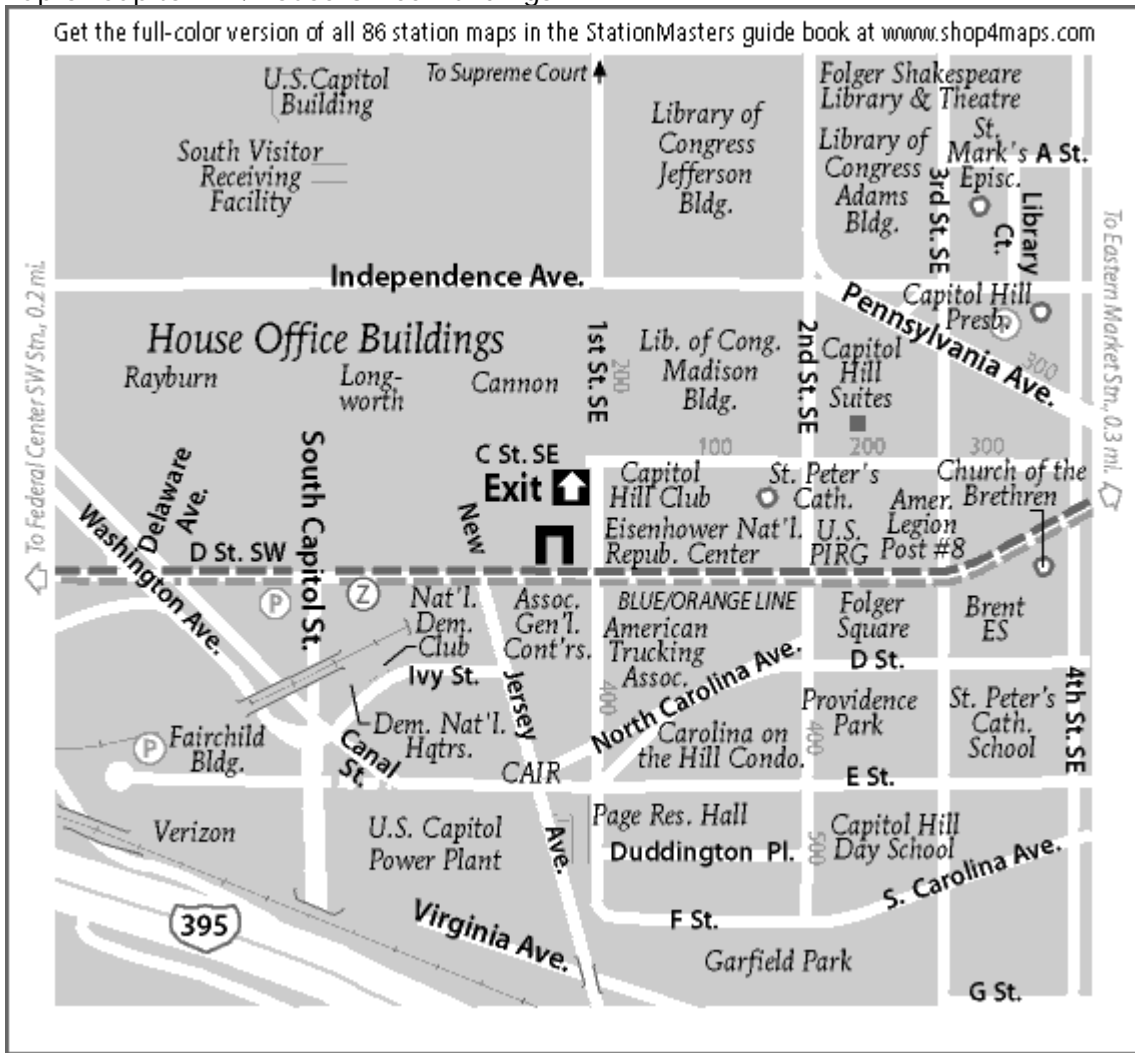 Get the full-color version of all 86 station maps in the StationMasters guide book at www.shop4maps.com
U.S.Capitol
Building
To Supreme Court
Folger Shakespeare
Library & Theatre
South Visitor
Receiving
Facility
Library of
Congress
Jefferson
Bldg.
Library of
Congress
Adams
Bldg.
St.
Mark's
Episc.
A St.
3rd St. SE
Library
Ct.
Independence Ave.
Pennsylvania Ave.
Capitol Hill
Presb.
P
300
To Federal Center SW Stn., 0.2 mi.
To Eastern Market Stn., 0.3 mi.
House Office Buildings
Rayburn
Long-
worth
Cannon
1st St. SE
200
Lib. of Cong.
Madison
Bldg.
2nd St. SE
Capitol
Hill
Suites
100
200
300
C St. SE
Exit
Capitol
Hill Club
St. Peter's
Cath.
Church of the
Brethren
Amer.
Legion
Post #8
Eisenhower Nat'l.
Repub. Center
U.S.
PIRG
Washington Ave.
Delaware
Ave.
D St. SW
South Capitol St.
New
Jersey
Ave.
P
Z
Nat'l.
Dem.
Club
Assoc.
Gen'l.
Cont'rs.
BLUE/ORANGE LINE
American
Trucking
Assoc.
Folger
Square
Brent
ES
D St.
Ivy St.
400
North Carolina Ave.
Providence
Park
400
St. Peter's
Cath.
School
4th St. SE
P
Fairchild
Bldg.
Canal
St.
Dem. Nat'l.
Hqtrs.
CAIR
Carolina on
the Hill Condo.
E St.
Verizon
U.S. Capitol
Power Plant
Page Res. Hall
Duddington Pl.
500
Capitol Hill
Day School
S. Carolina Ave.
395
Virginia Ave.
F St.
Garfield Park
G St.